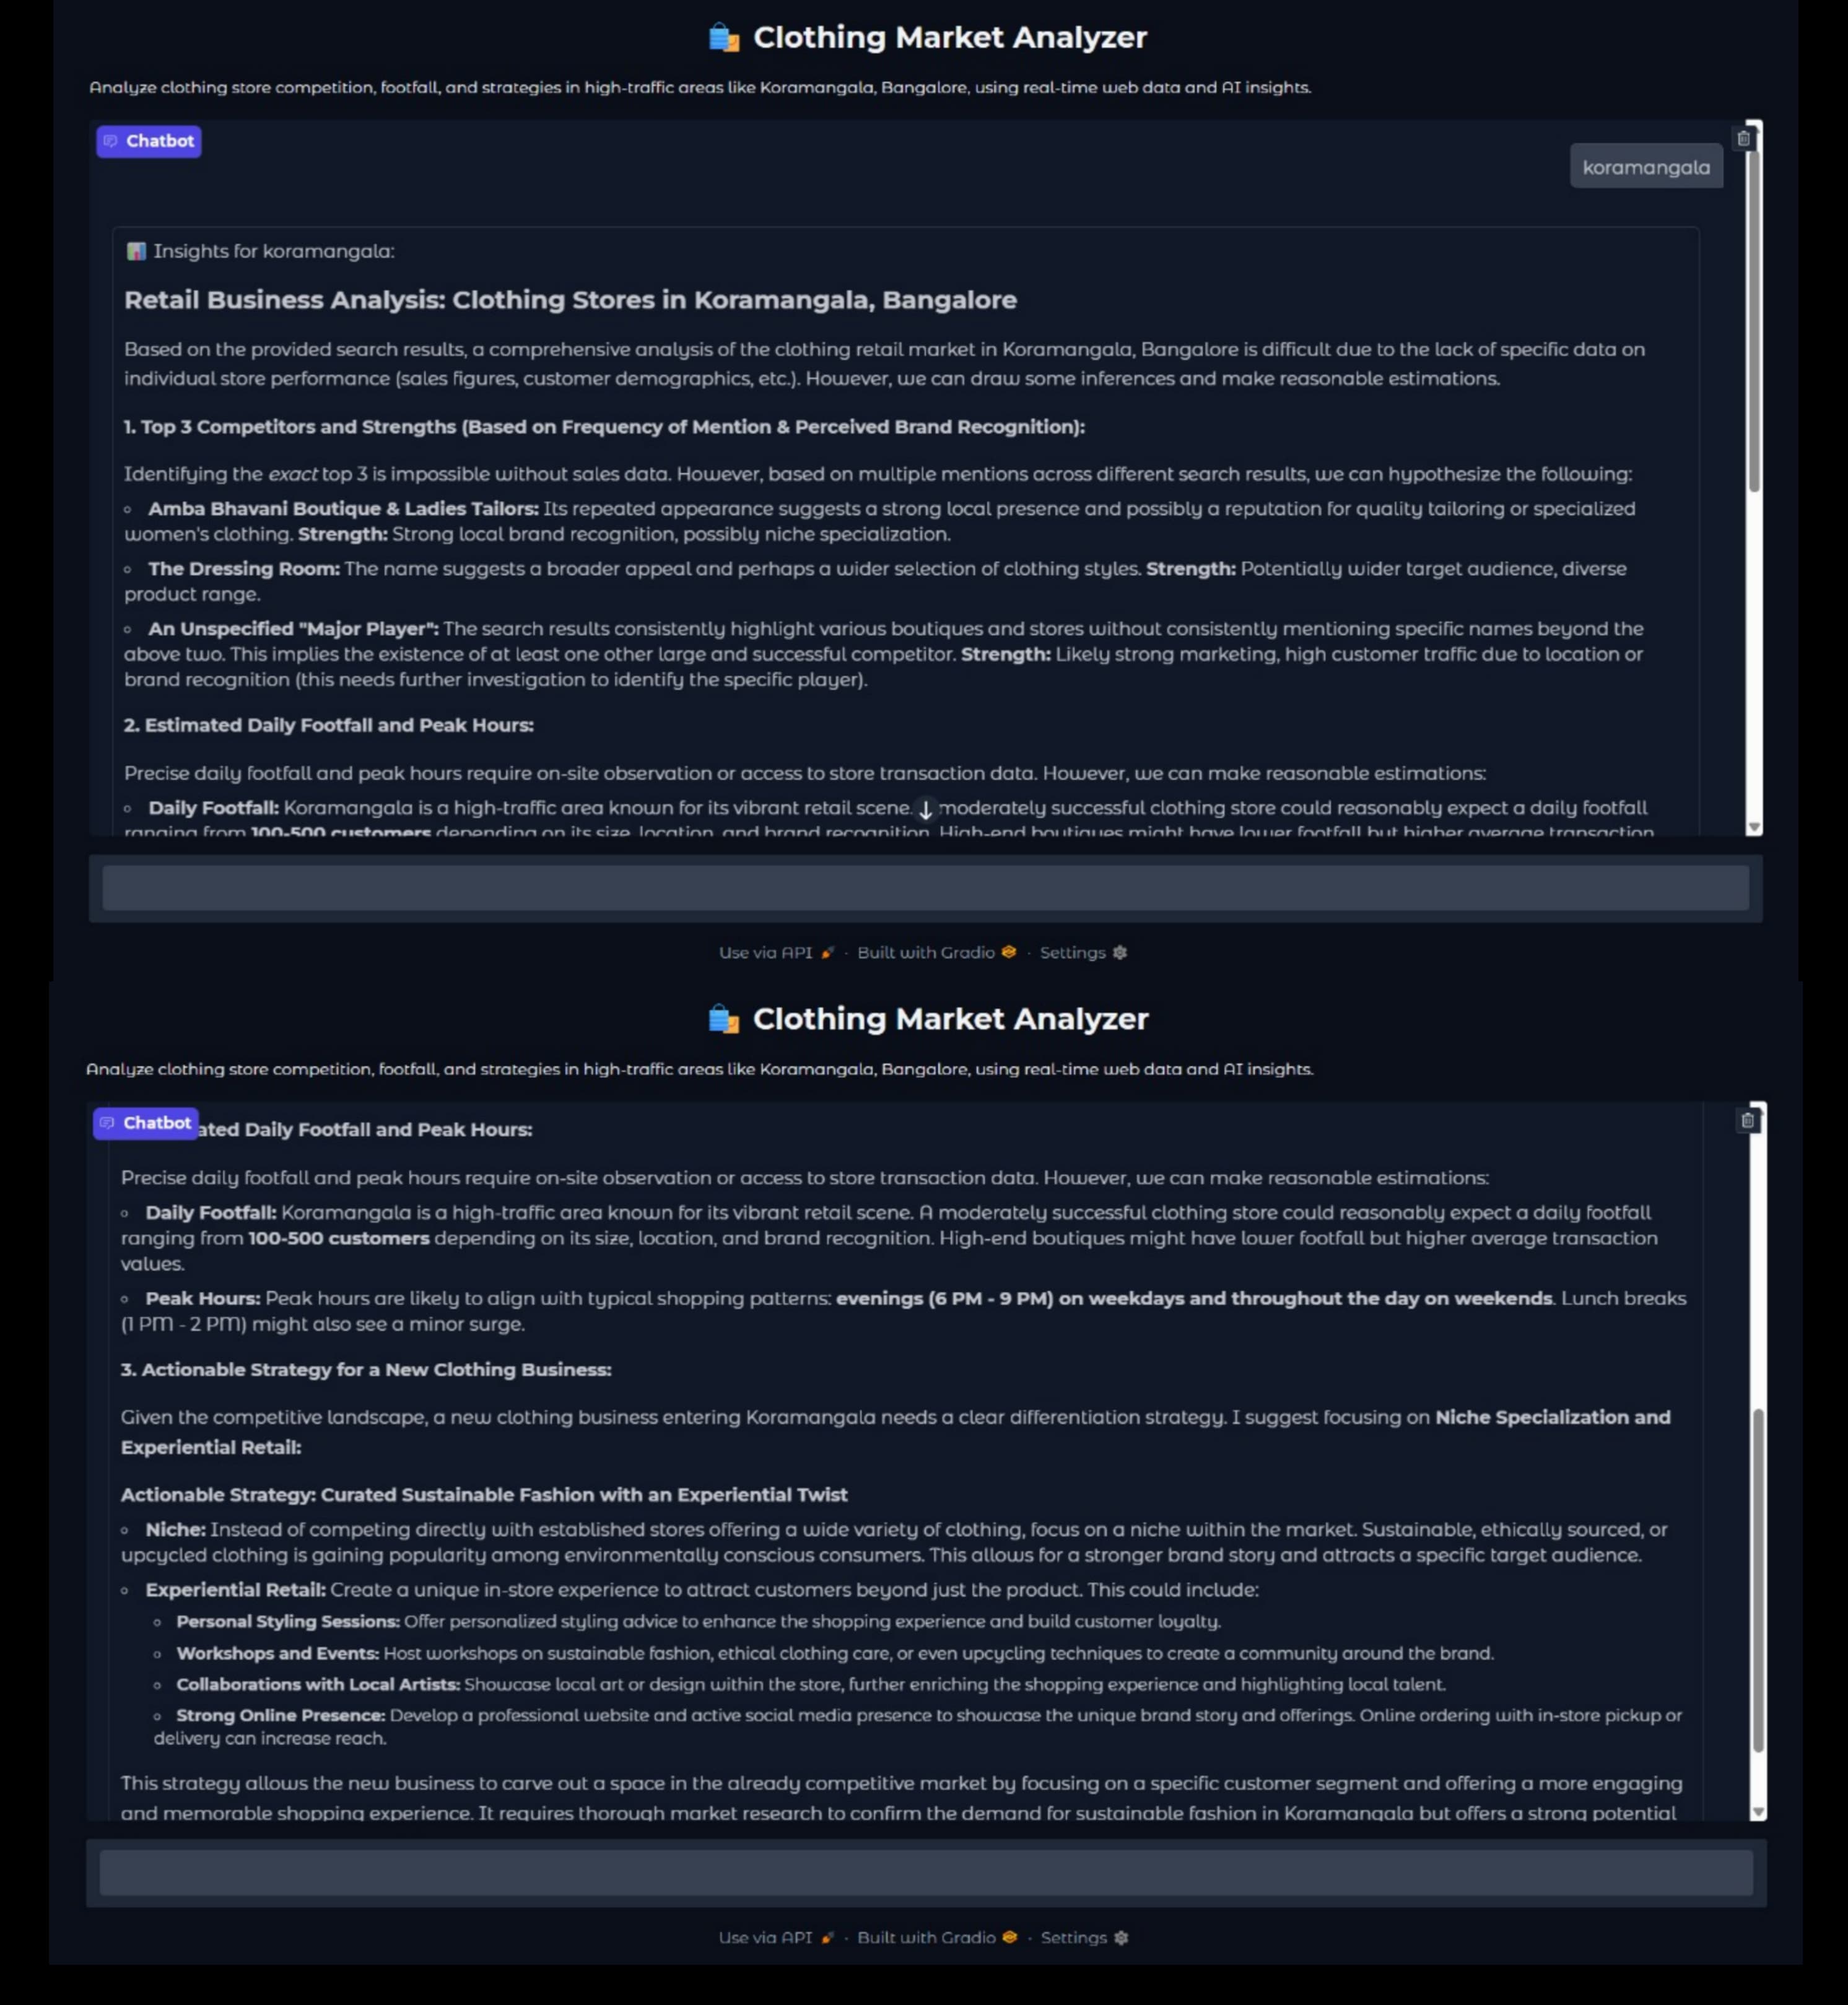 Clothing Market Analyzer
Analyze clothing store competition, footfall, and strategies in high-traffic areas like Koramangala, Bangalore, using real-time web data and AI insights.
Chatbot
koramangala
Insights for koramangala:
Retail Business Analysis: Clothing Stores in Koramangala, Bangalore
Based on the provided search results, a comprehensive analysis of the clothing retail market in Koramangala, Bangalore is difficult due to the lack of specific data on
individual store performance (sales figures, customer demographics, etc.). However, we can draw some inferences and make reasonable estimations.
1. Top 3 Competitors and Strengths (Based on Frequency of Mention & Perceived Brand Recognition):
Identifying the exact top 3 is impossible without sales data. However, based on multiple mentions across different search results, we can hypothesize the following:
◦ Amba Bhavani Boutique & Ladies Tailors: Its repeated appearance suggests a strong local presence and possibly a reputation for quality tailoring or specialized
women's clothing. Strength: Strong local brand recognition, possibly niche specialization.
◦ The Dressing Room: The name suggests a broader appeal and perhaps a wider selection of clothing styles. Strength: Potentially wider target audience, diverse
product range.
◦ An Unspecified "Major Player": The search results consistently highlight various boutiques and stores without consistently mentioning specific names beyond the
above two. This implies the existence of at least one other large and successful competitor. Strength: Likely strong marketing, high customer traffic due to location or
brand recognition (this needs further investigation to identify the specific player).
2. Estimated Daily Footfall and Peak Hours:
Precise daily footfall and peak hours require on-site observation or access to store transaction data. However, we can make reasonable estimations:
◦ Daily Footfall: Koramangala is a high-traffic area known for its vibrant retail scene. moderately successful clothing store could reasonably expect a daily footfall
ranging from 100-500 customers depending on its size, location, and brand recognition. High-end boutiques might have lower footfall but higher average transaction
Use via API · Built with Gradio · Settings
Clothing Market Analyzer
Analyze clothing store competition, footfall, and strategies in high-traffic areas like Koramangala, Bangalore, using real-time web data and AI insights.
Chatbot
ated Daily Footfall and Peak Hours:
Precise daily footfall and peak hours require on-site observation or access to store transaction data. However, we can make reasonable estimations:
◦ Daily Footfall: Koramangala is a high-traffic area known for its vibrant retail scene. A moderately successful clothing store could reasonably expect a daily footfall
ranging from 100-500 customers depending on its size, location, and brand recognition. High-end boutiques might have lower footfall but higher average transaction
values.
◦ Peak Hours: Peak hours are likely to align with typical shopping patterns: evenings (6 PM - 9 PM) on weekdays and throughout the day on weekends. Lunch breaks
(1 PM - 2 PM) might also see a minor surge.
3. Actionable Strategy for a New Clothing Business:
Given the competitive landscape, a new clothing business entering Koramangala needs a clear differentiation strategy. I suggest focusing on Niche Specialization and
Experiential Retail:
Actionable Strategy: Curated Sustainable Fashion with an Experiential Twist
◦ Niche: Instead of competing directly with established stores offering a wide variety of clothing, focus on a niche within the market. Sustainable, ethically sourced, or
upcycled clothing is gaining popularity among environmentally conscious consumers. This allows for a stronger brand story and attracts a specific target audience.
◦ Experiential Retail: Create a unique in-store experience to attract customers beyond just the product. This could include:
◦ Personal Styling Sessions: Offer personalized styling advice to enhance the shopping experience and build customer loyalty.
◦ Workshops and Events: Host workshops on sustainable fashion, ethical clothing care, or even upcycling techniques to create a community around the brand.
◦ Collaborations with Local Artists: Showcase local art or design within the store, further enriching the shopping experience and highlighting local talent.
◦ Strong Online Presence: Develop a professional website and active social media presence to showcase the unique brand story and offerings. Online ordering with in-store pickup or
delivery can increase reach.
This strategy allows the new business to carve out a space in the already competitive market by focusing on a specific customer segment and offering a more engaging
and memorable shopping experience. It requires thorough market research to confirm the demand for sustainable fashion in Koramangala but offers a strong potential
Use via API · Built with Gradio · Settings